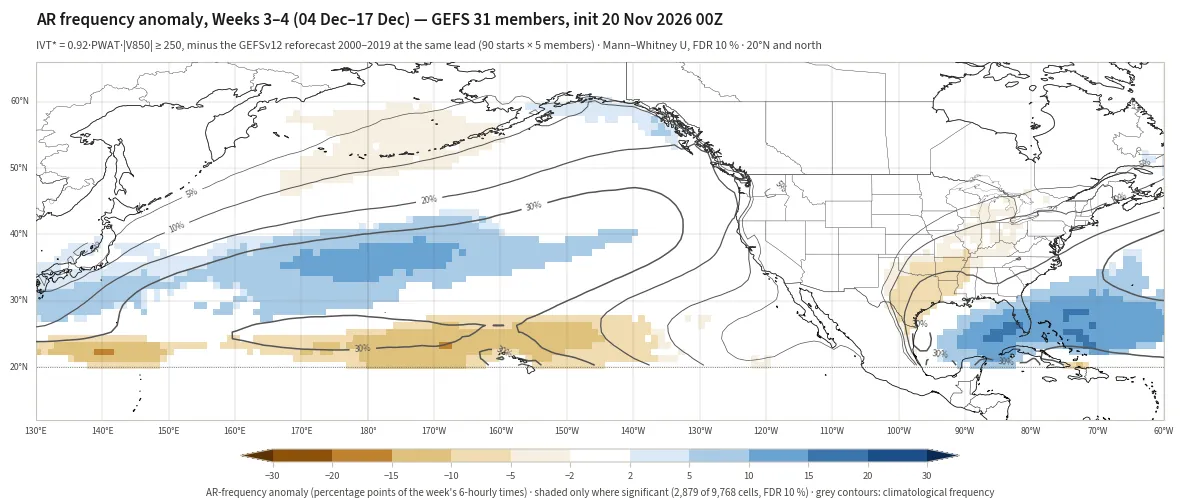 AR frequency anomaly, Weeks 3–4 (04 Dec–17 Dec) — GEFS 31 members, init 20 Nov 2026 00Z
IVT* = 0.92·PWAT·|V850| ≥ 250, minus the GEFSv12 reforecast 2000–2019 at the same lead (90 starts × 5 members) · Mann–Whitney U, FDR 10 % · 20°N and north
60°N
50°N
5%
5%
5%
20%
30%
10%
40°N
30°N
30%
30%
30%
30%
20°N
130°E 140°E 150°E 160°E 170°E 180° 170°W 160°W 150°W 140°W 130°W 120°W 110°W 100°W 90°W 80°W 70°W 60°W
−30 −20 −15 −10 −5 −2 2 5 10 15 20 30
AR-frequency anomaly (percentage points of the week's 6-hourly times) · shaded only where significant (2,879 of 9,768 cells, FDR 10 %) · grey contours: climatological frequency